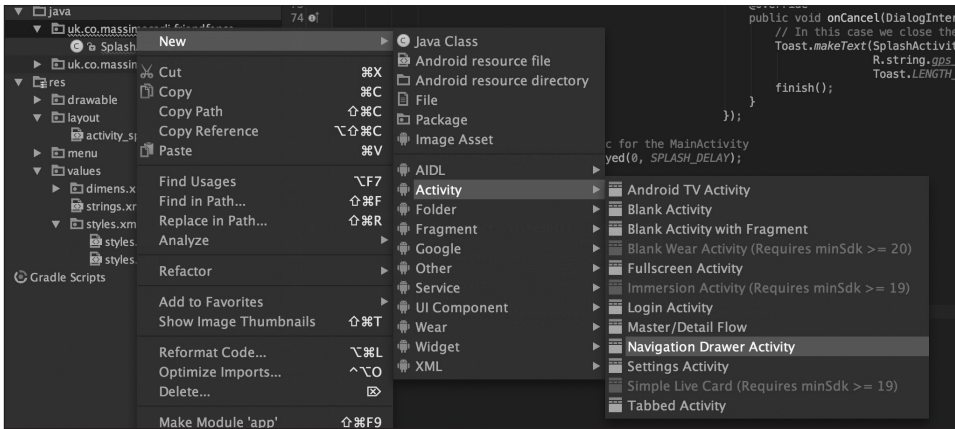 java
uk.co.massimocarli.friendfence
Splash
uk.co.massim
res
drawable
layout
activity_sp
menu
values
dimens.x
strings.xr
styles.xm
styles.
styles.
Gradle Scripts
New
Cut ⌘X
Copy ⌘C
Copy Path ⇧⌘C
Copy Reference ⌥⇧⌘C
Paste ⌘V
Find Usages ⌥F7
Find in Path... ⇧⌘F
Replace in Path... ⇧⌘R
Analyze
Refactor
Add to Favorites
Show Image Thumbnails ⇧⌘T
Reformat Code... ⌥⌘L
Optimize Imports... ^⌥O
Delete... ⌦
Make Module 'app' ⇧⌘F9
74
Java Class
Android resource file
Android resource directory
File
Package
Image Asset
AIDL
Activity
Folder
Fragment
Google
Other
Service
UI Component
Wear
Widget
XML
@Override
public void onCancel(DialogInter
// In this case we close the
Toast.makeText(SplashActivit
R.string.gps_
Toast.LENGTH_
finish();
}
});
c for the MainActivity
yed(0, SPLASH_DELAY);
Android TV Activity
Blank Activity
Blank Activity with Fragment
Blank Wear Activity (Requires minSdk >= 20)
Fullscreen Activity
Immersion Activity (Requires minSdk >= 19)
Login Activity
Master/Detail Flow
Navigation Drawer Activity
Settings Activity
Simple Live Card (Requires minSdk >= 19)
Tabbed Activity